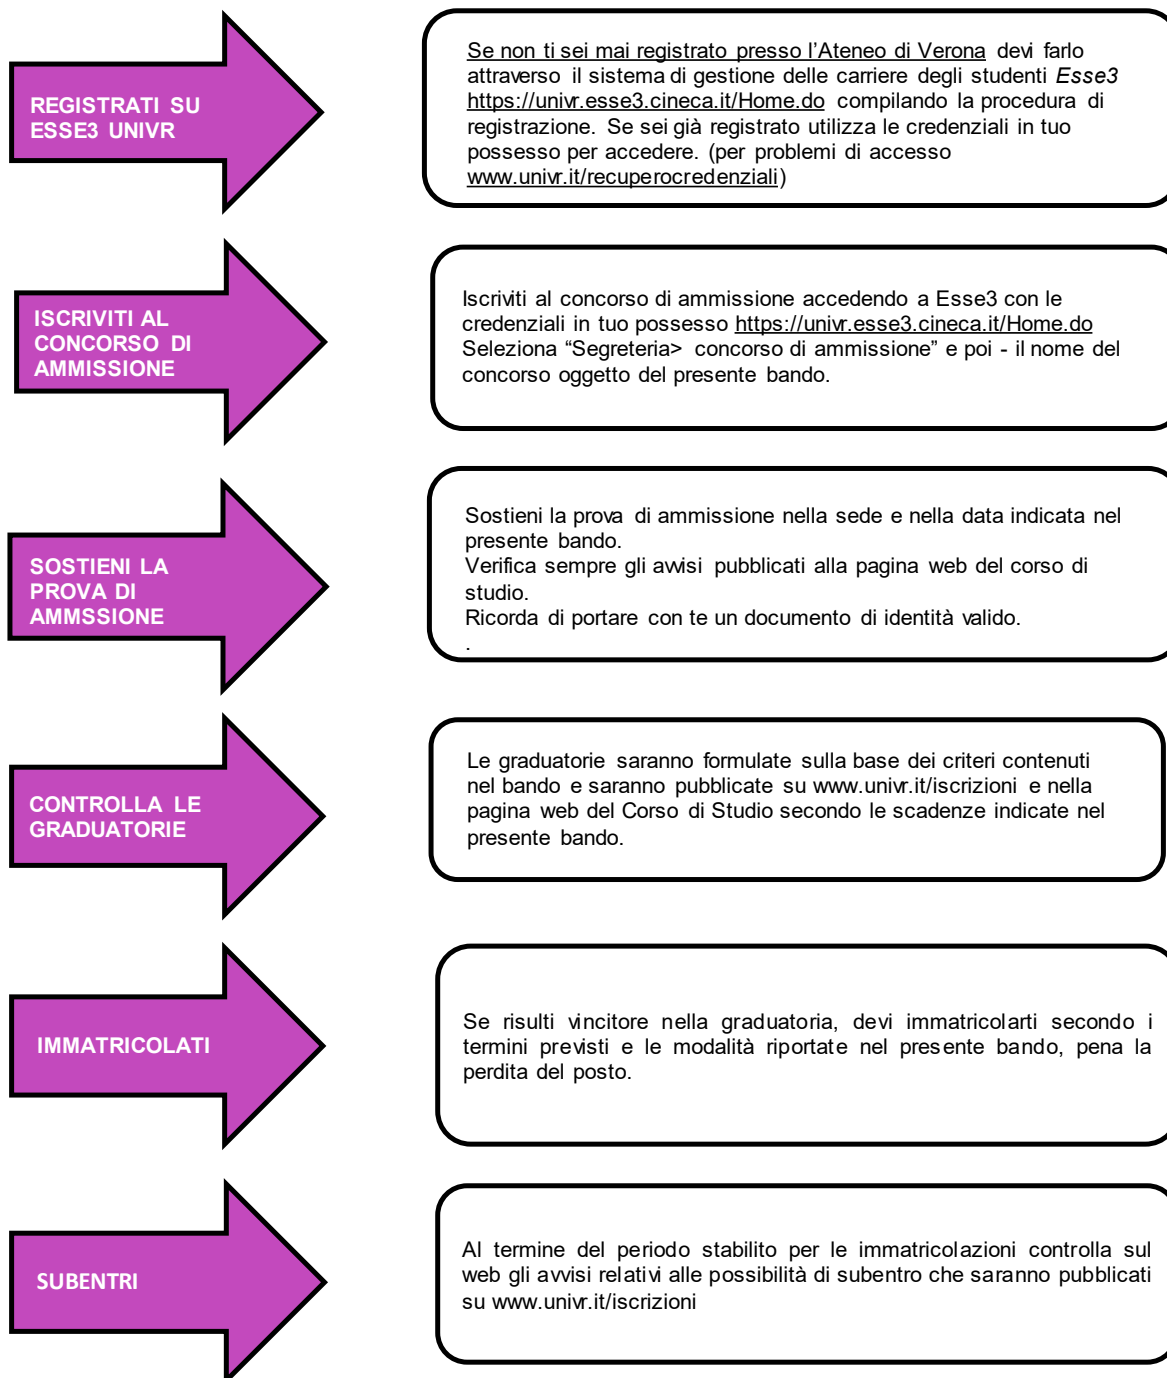 REGISTRATI SU
ESSE3 UNIVR
Se non ti sei mai registrato presso l’Ateneo di Verona devi farlo
attraverso il sistema di gestione delle carriere degli studenti Esse3
https://univr.esse3.cineca.it/Home.do compilando la procedura di
registrazione. Se sei già registrato utilizza le credenziali in tuo
possesso per accedere. (per problemi di accesso
www.univr.it/recuperocredenziali)
ISCRIVITI AL
CONCORSO DI
AMMISSIONE
Iscriviti al concorso di ammissione accedendo a Esse3 con le
credenziali in tuo possesso https://univr.esse3.cineca.it/Home.do
Seleziona “Segreteria> concorso di ammissione” e poi - il nome del
concorso oggetto del presente bando.
SOSTIENI LA
PROVA DI
AMMSSIONE
Sostieni la prova di ammissione nella sede e nella data indicata nel
presente bando.
Verifica sempre gli avvisi pubblicati alla pagina web del corso di
studio.
Ricorda di portare con te un documento di identità valido.
.
CONTROLLA LE
GRADUATORIE
Le graduatorie saranno formulate sulla base dei criteri contenuti
nel bando e saranno pubblicate su www.univr.it/iscrizioni e nella
pagina web del Corso di Studio secondo le scadenze indicate nel
presente bando.
IMMATRICOLATI
Se risulti vincitore nella graduatoria, devi immatricolarti secondo i
termini previsti e le modalità riportate nel presente bando, pena la
perdita del posto.
SUBENTRI
Al termine del periodo stabilito per le immatricolazioni controlla sul
web gli avvisi relativi alle possibilità di subentro che saranno pubblicati
su www.univr.it/iscrizioni